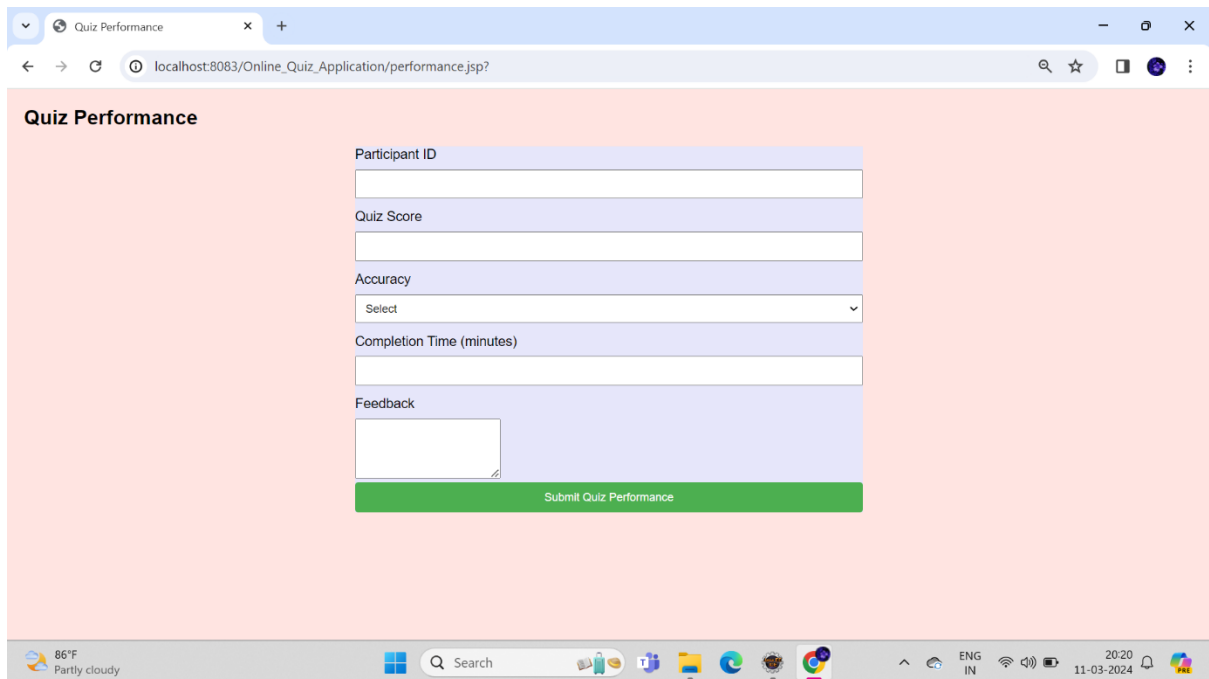 Quiz Performance
localhost:8083/Online_Quiz_Application/performance.jsp?
Quiz Performance
Participant ID
Quiz Score
Accuracy
Select
Completion Time (minutes)
Feedback
Submit Quiz Performance
86°F
Partly cloudy
Search
ENG
IN
20:20
11-03-2024
PRE